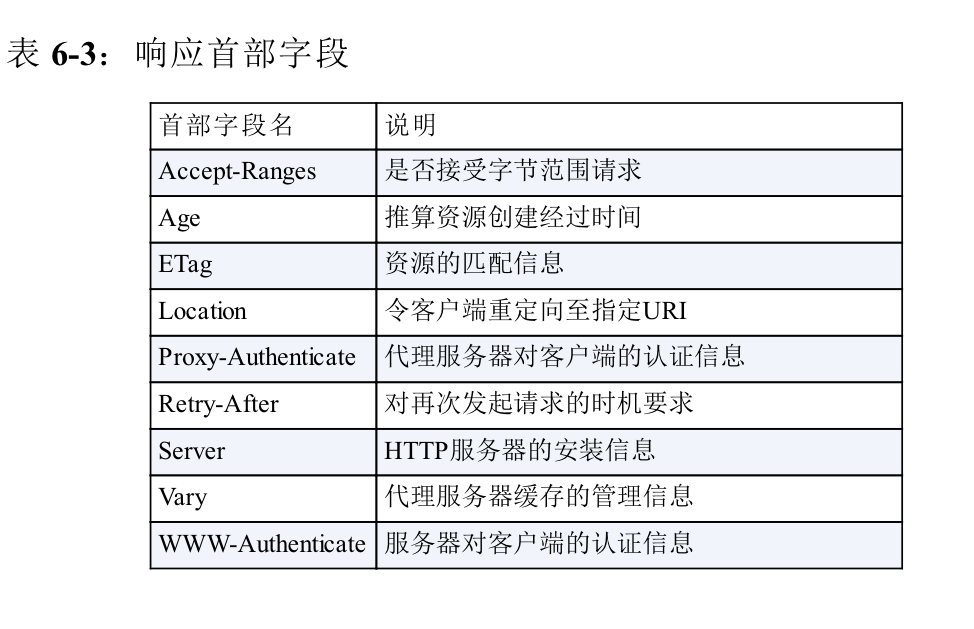 表 6-3： 响应首部字段
首部字段名 说明
Accept-Ranges 是否接受字节范围请求
Age 推算资源创建经过时间
ETag 资源的匹配信息
Location 令客户端重定向至指定URI
Proxy-Authenticate 代理服务器对客户端的认证信息
Retry-After 对再次发起请求的时机要求
Server HTTP服务器的安装信息
Vary 代理服务器缓存的管理信息
WWW-Authenticate 服务器对客户端的认证信息